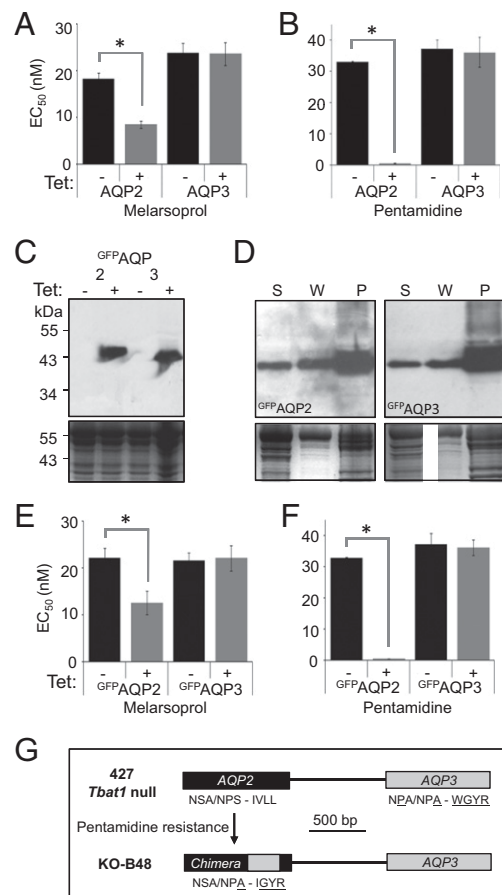 A
B
EC50 (nM)
30
20
10
0
40
30
20
10
0
*
*
Tet: - + - +
- + - +
AQP2 AQP3
AQP2 AQP3
Melarsoprol
Pentamidine
C
D
GFPAQP
2 3
Tet: - + - +
kDa
55
43
34
55
43
S W P
S W P
GFPAQP2
GFPAQP3
E
F
EC50 (nM)
30
20
10
0
40
30
20
10
0
*
*
Tet: - + - +
- + - +
GFPAQP2 GFPAQP3
GFPAQP2 GFPAQP3
Melarsoprol
Pentamidine
G
427
Tbat1 null
AQP2
AQP3
NSA/NPS - IVLL
NPA/NPA - WGYR
Pentamidine resistance
500 bp
KO-B48
Chimera
AQP3
NSA/NPA - IGYR